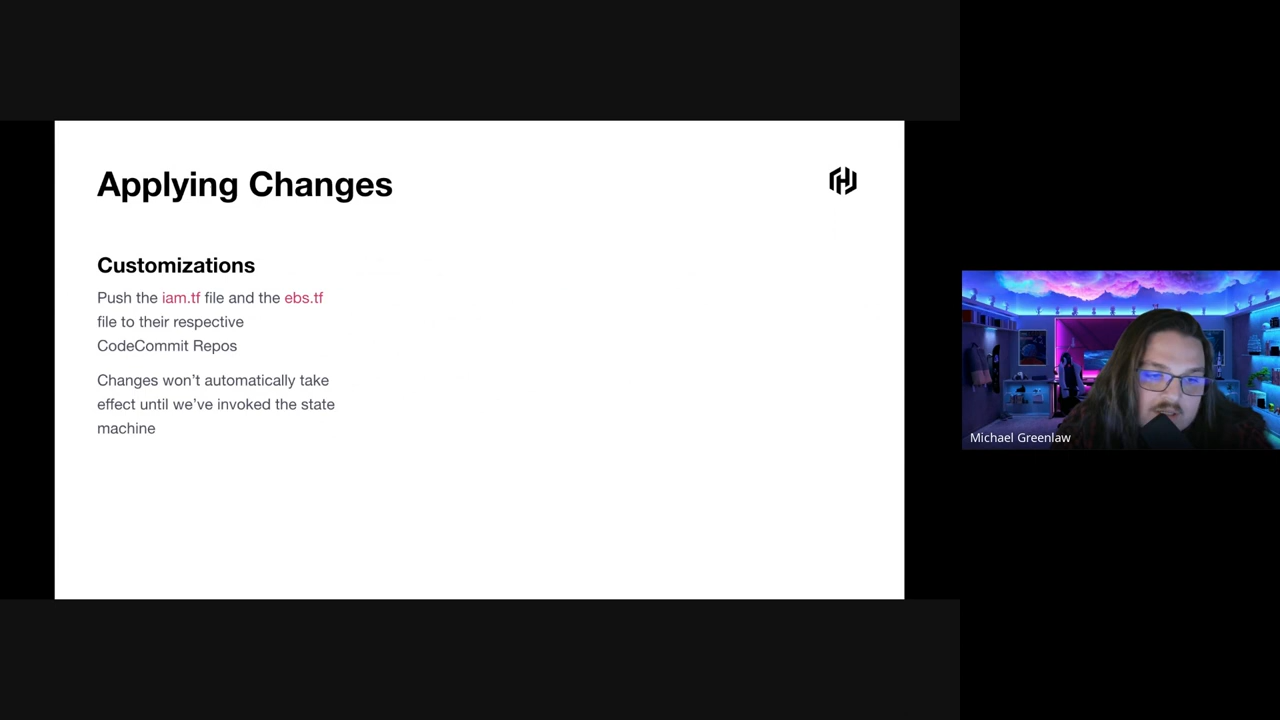 Applying Changes
Customizations
Push the iam.tf file and the ebs.tf
file to their respective
CodeCommit Repos
Changes won’t automatically take
effect until we’ve invoked the state
machine
Michael Greenlaw